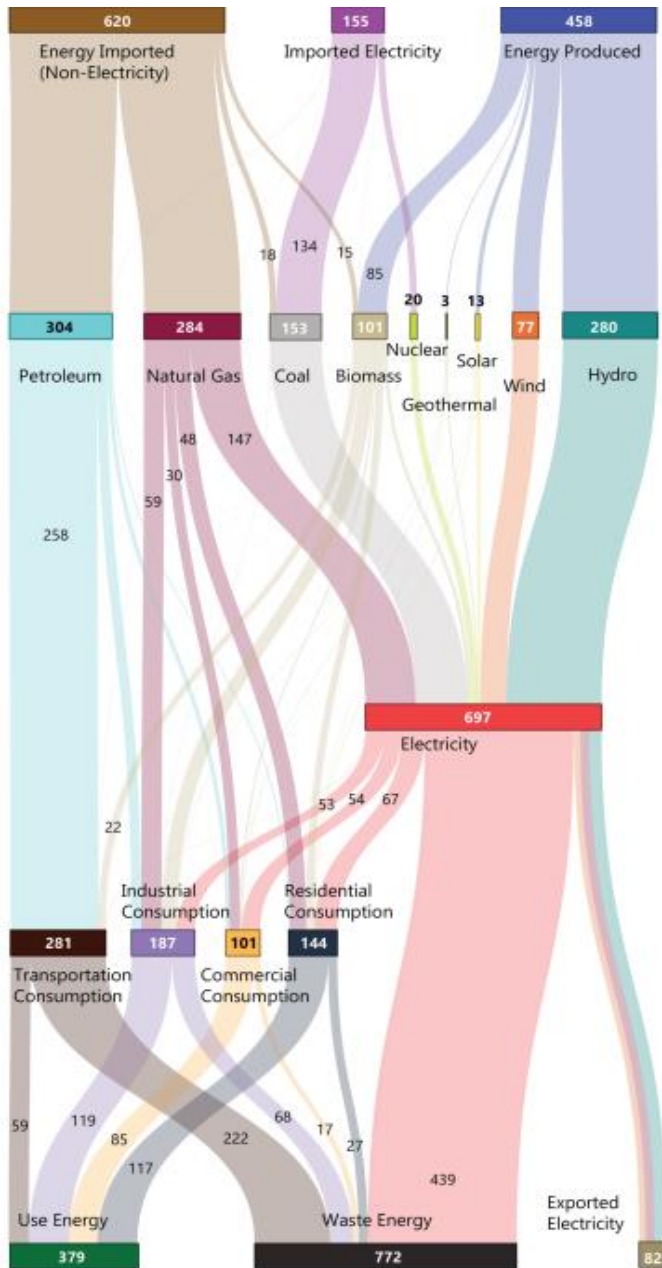 620
155
458
Energy Imported
(Non-Electricity)
Imported Electricity
Energy Produced
18
134
15
85
20
3
13
304
284
153
101
77
280
Nuclear
Petroleum
Natural Gas
Coal
Biomass
Solar
Wind
Hydro
Geothermal
48
147
30
59
258
697
Electricity
53
54
67
22
Industrial
Consumption
Residential
Consumption
281
187
101
144
Transportation
Consumption
Commercial
Consumption
59
119
85
117
222
68
17
27
439
Use Energy
Waste Energy
Exported
Electricity
379
772
82